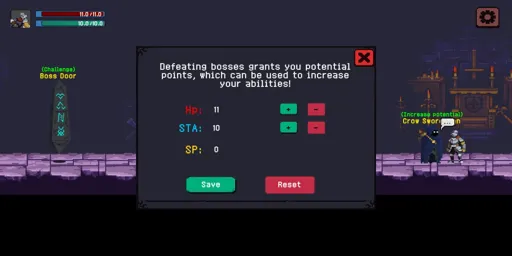 11.0/11.0
10.0/10.0
(Challenge)
Boss Door
Defeating bosses grants you potential
points, which can be used to increase
your abilities!
Hp: 11 + -
STA: 10 + -
SP: 0
Save
Reset
(Increase potential)